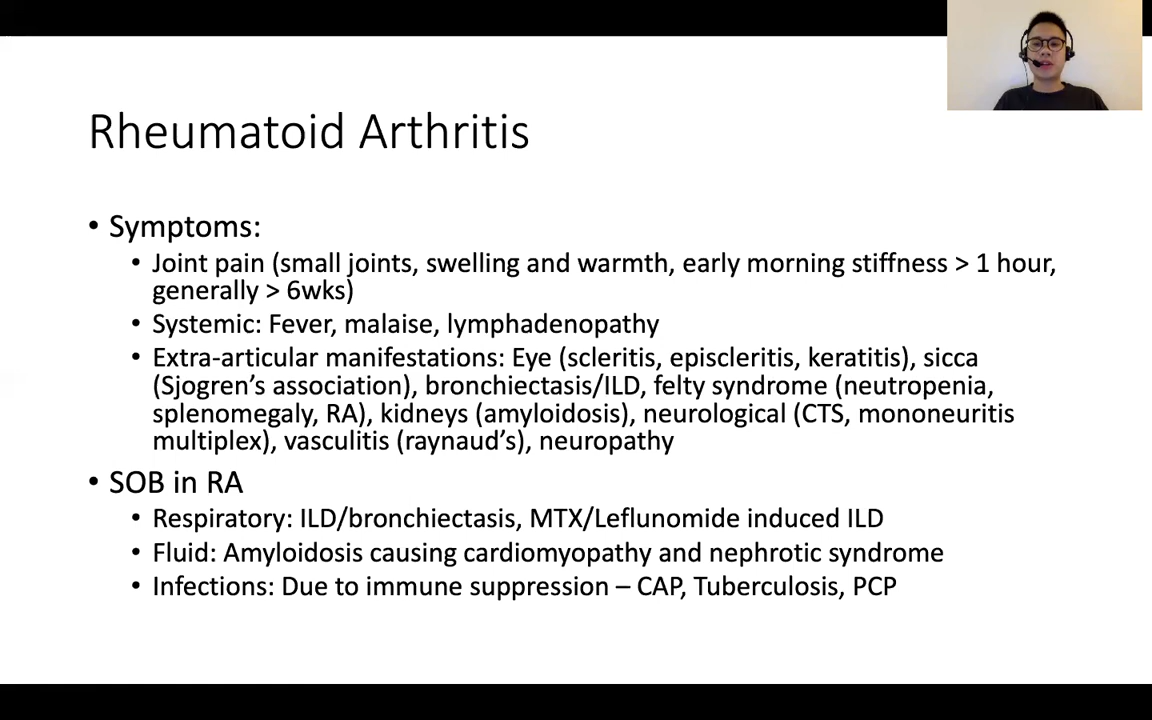 Rheumatoid Arthritis
• Symptoms:
• Joint pain (small joints, swelling and warmth, early morning stiffness > 1 hour,
generally > 6wks)
• Systemic: Fever, malaise, lymphadenopathy
• Extra-articular manifestations: Eye (scleritis, episcleritis, keratitis), sicca
(Sjogren’s association), bronchiectasis/ILD, felty syndrome (neutropenia,
splenomegaly, RA), kidneys (amyloidosis), neurological (CTS, mononeuritis
multiplex), vasculitis (raynaud’s), neuropathy
• SOB in RA
• Respiratory: ILD/bronchiectasis, MTX/Leflunomide induced ILD
• Fluid: Amyloidosis causing cardiomyopathy and nephrotic syndrome
• Infections: Due to immune suppression – CAP, Tuberculosis, PCP